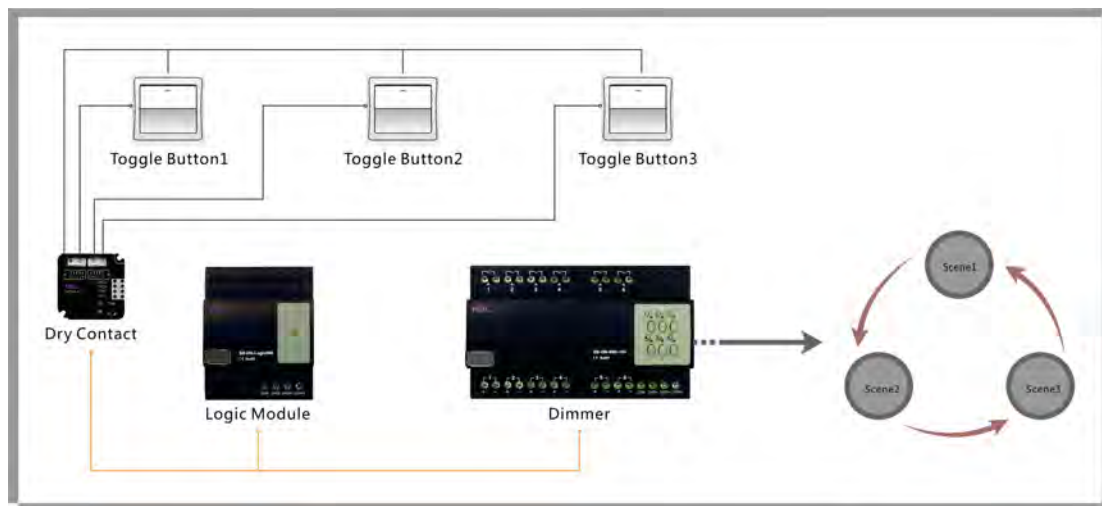 Toggle Button1
Toggle Button2
Toggle Button3
Dry Contact
Logic Module
Dimmer
Scene1
Scene2
Scene3